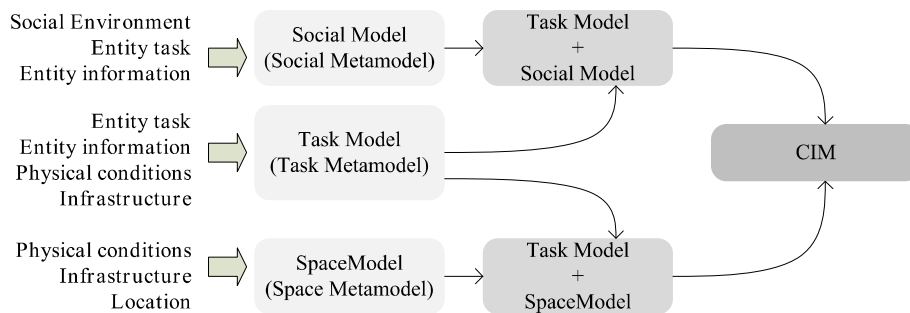 Social Environment
Entity task
Entity information
Social Model
(Social Metamodel)
Task Model
+
Social Model
Entity task
Entity information
Physical conditions
Infrastructure
Task Model
(Task Metamodel)
CIM
Physical conditions
Infrastructure
Location
SpaceModel
(Space Metamodel)
Task Model
+
SpaceModel